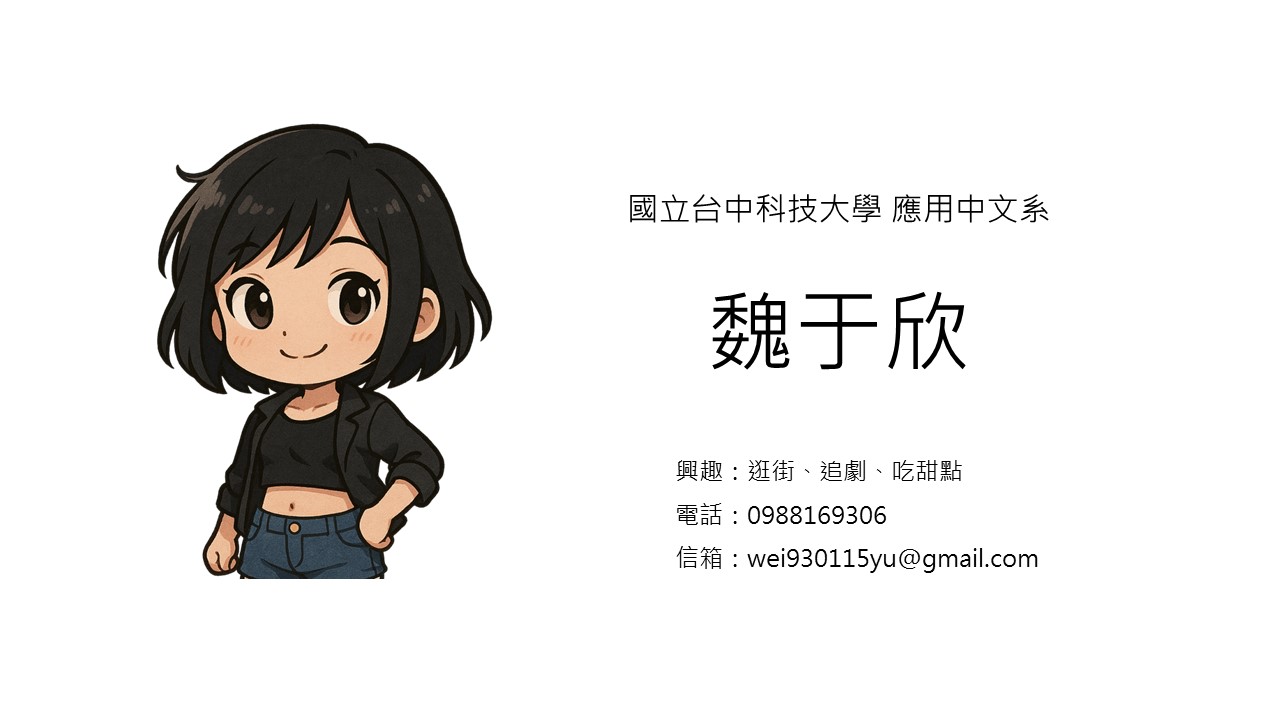 國立台中科技大學 應用中文系
魏于欣
興趣：逛街、追劇、吃甜點
電話：0988169306
信箱：wei930115yu@gmail.com